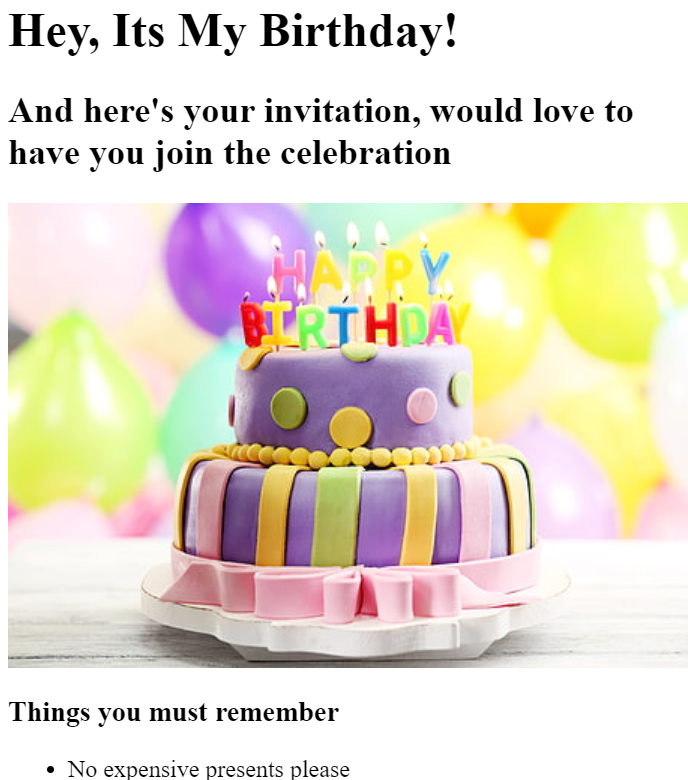 Hey, Its My Birthday!
And here's your invitation, would love to
have you join the celebration
HAPPY
BIRTHDAY
Things you must remember
No expensive presents please